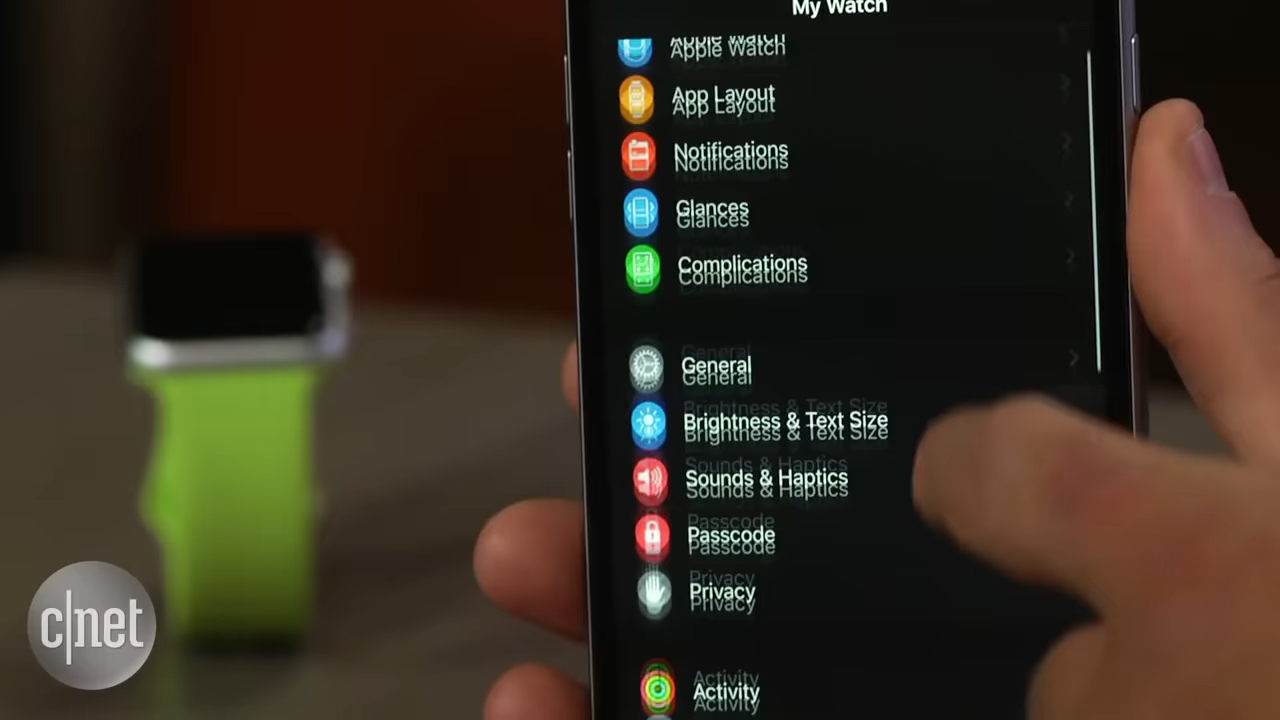 My Watch
Apple Watch
App Layout
Notifications
Glances
Complications
General
Brightness & Text Size
Sounds & Haptics
Passcode
Privacy
Activity
c|net